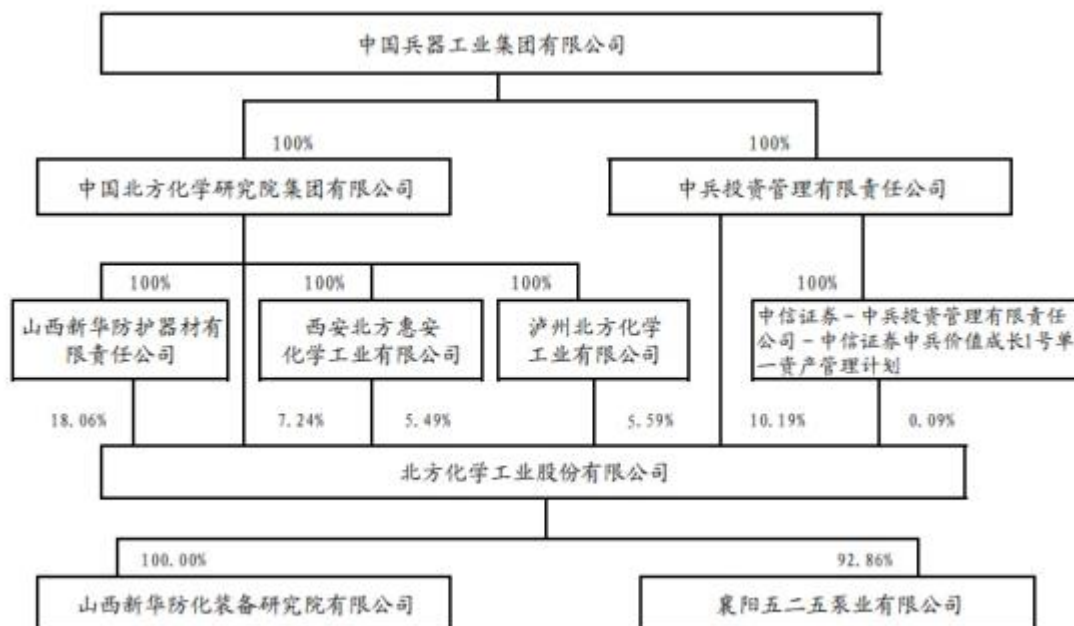 中国兵器工业集团有限公司
100%
100%
中国北方化学研究院集团有限公司
中兵投资管理有限责任公司
100%
100%
100%
100%
山西新华防护器材有
限责任公司
西安北方惠安
化学工业有限公司
泸州北方化学
工业有限公司
中信证券－中兵投资管理有限责任
公司－中信证券中兵价值成长1号单
一资产管理计划
18.06%
7.24%
5.49%
5.59%
10.19%
0.09%
北方化学工业股份有限公司
100.00%
92.86%
山西新华防化装备研究院有限公司
襄阳五二五泵业有限公司